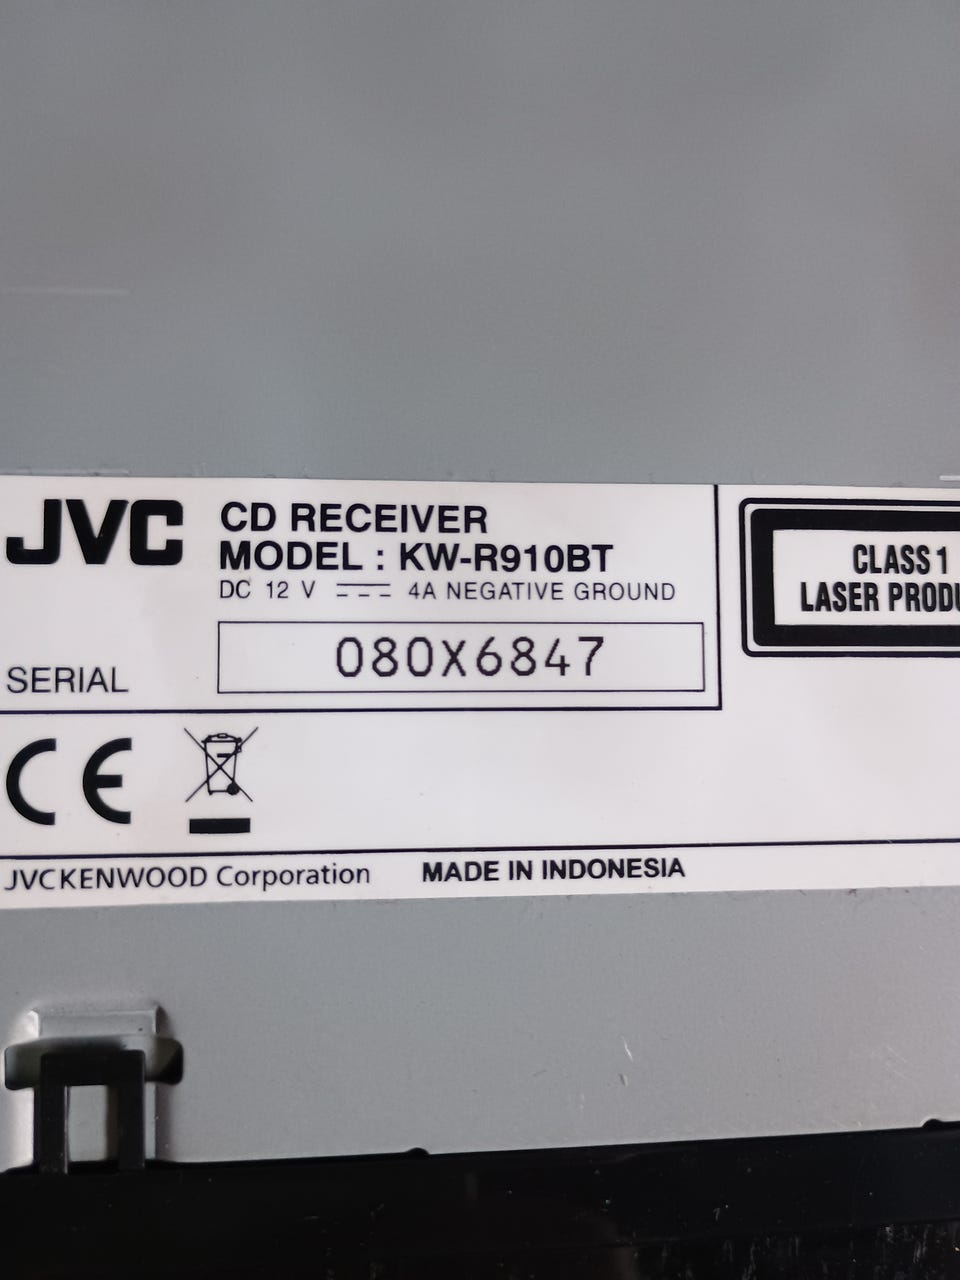 JVC
CD RECEIVER
MODEL : KW-R910BT
DC 12 V ⎓ 4A NEGATIVE GROUND
SERIAL 080X6847
CLASS 1
LASER
CE
JVCKENWOOD Corporation MADE IN INDONESIA